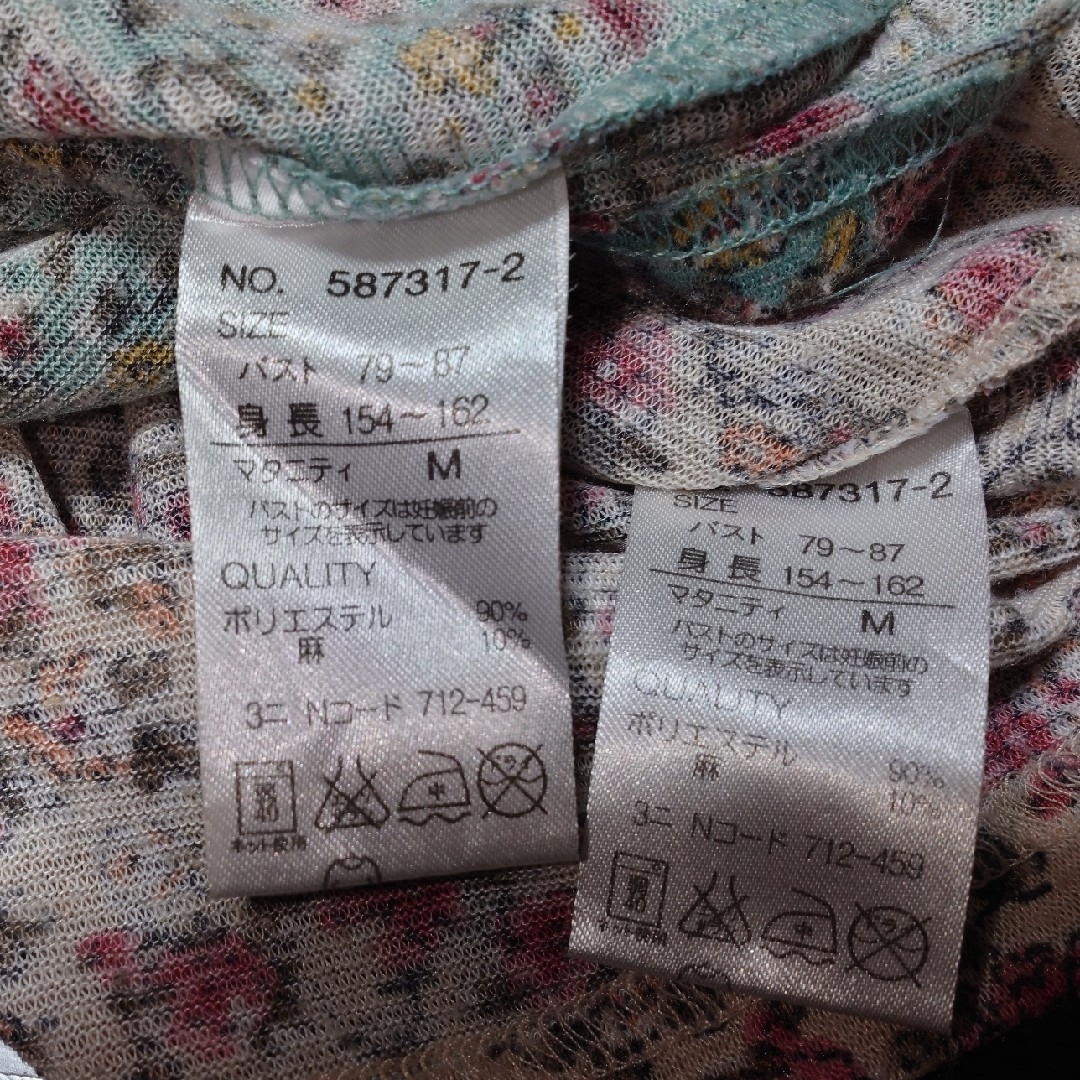 NO. 587317-2
SIZE
バスト 79～87
身長 154～162
マタニティ M
バストのサイズは妊娠前の
サイズを表示しています
QUALITY
ポリエステル 90%
麻 10%
3ニ Nコード 712-459
40
中
587317-2
SIZE
バスト 79～87
身長 154～162
マタニティ M
バストのサイズは妊娠前の
サイズを表示しています
QUALITY
ポリエステル 90%
麻 10%
3ニ Nコード 712-459